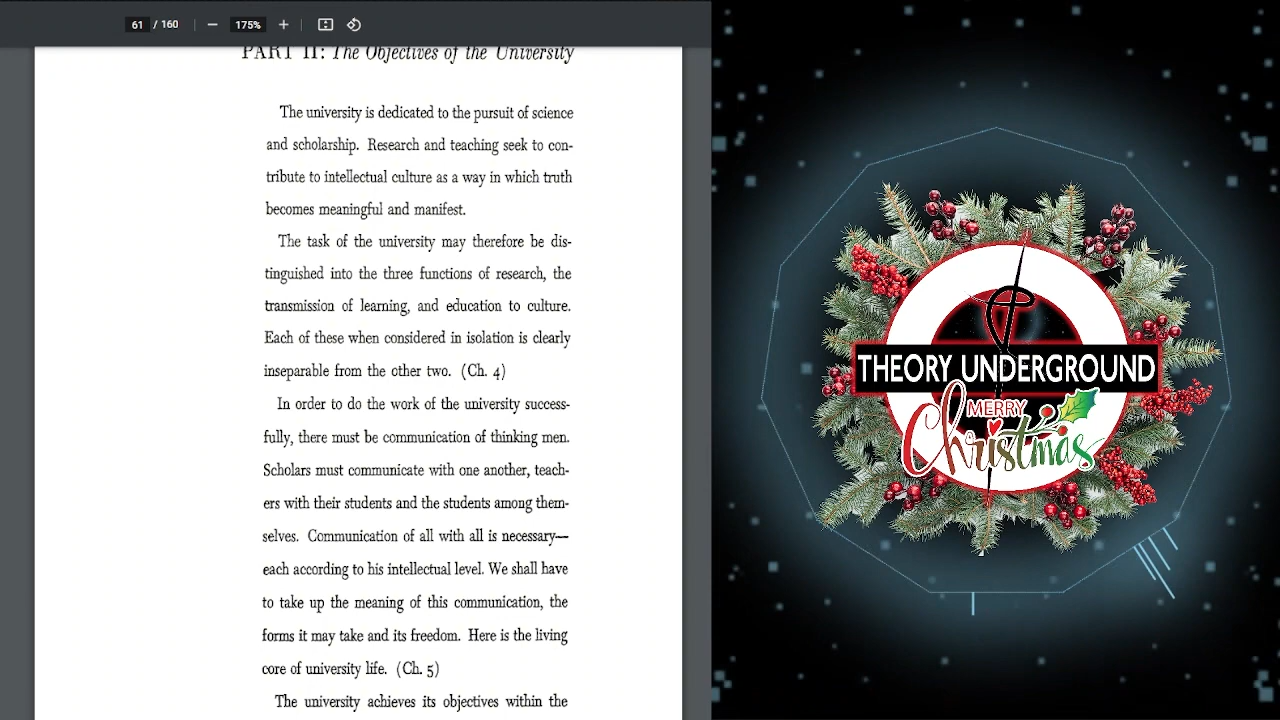 61 / 160
175%
PART II: The Objectives of the University
The university is dedicated to the pursuit of science
and scholarship. Research and teaching seek to con-
tribute to intellectual culture as a way in which truth
becomes meaningful and manifest.
The task of the university may therefore be dis-
tinguished into the three functions of research, the
transmission of learning, and education to culture.
Each of these when considered in isolation is clearly
inseparable from the other two. (Ch. 4)
In order to do the work of the university success-
fully, there must be communication of thinking men.
Scholars must communicate with one another, teach-
ers with their students and the students among them-
selves. Communication of all with all is necessary—
each according to his intellectual level. We shall have
to take up the meaning of this communication, the
forms it may take and its freedom. Here is the living
core of university life. (Ch. 5)
The university achieves its objectives within the
THEORY UNDERGROUND
MERRY
Christmas